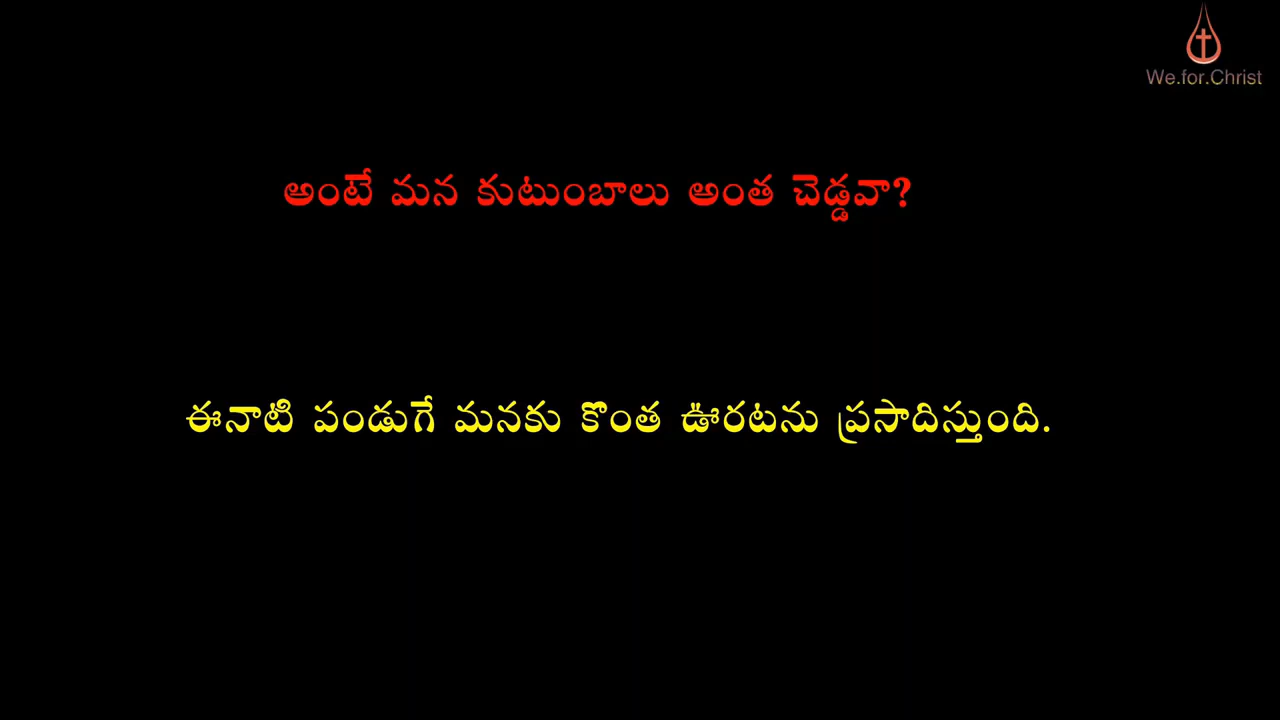 We.for.Christ
అంటే మన కుటుంబాలు అంత చెడ్డవా?
ఈనాటి పండుగే మనకు కొంత ఊరటను ప్రసాదిస్తుంది.